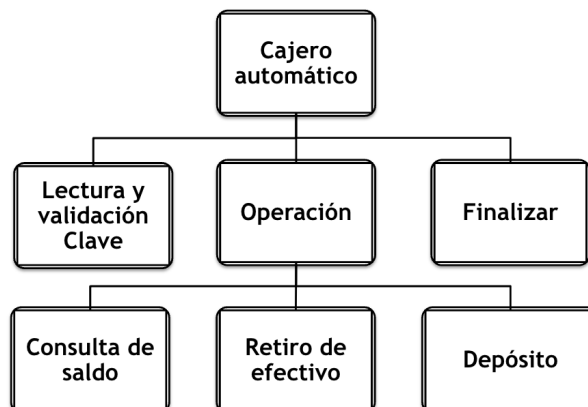 Cajero
automático
Lectura y
validación
Clave
Operación
Finalizar
Consulta de
saldo
Retiro de
efectivo
Depósito